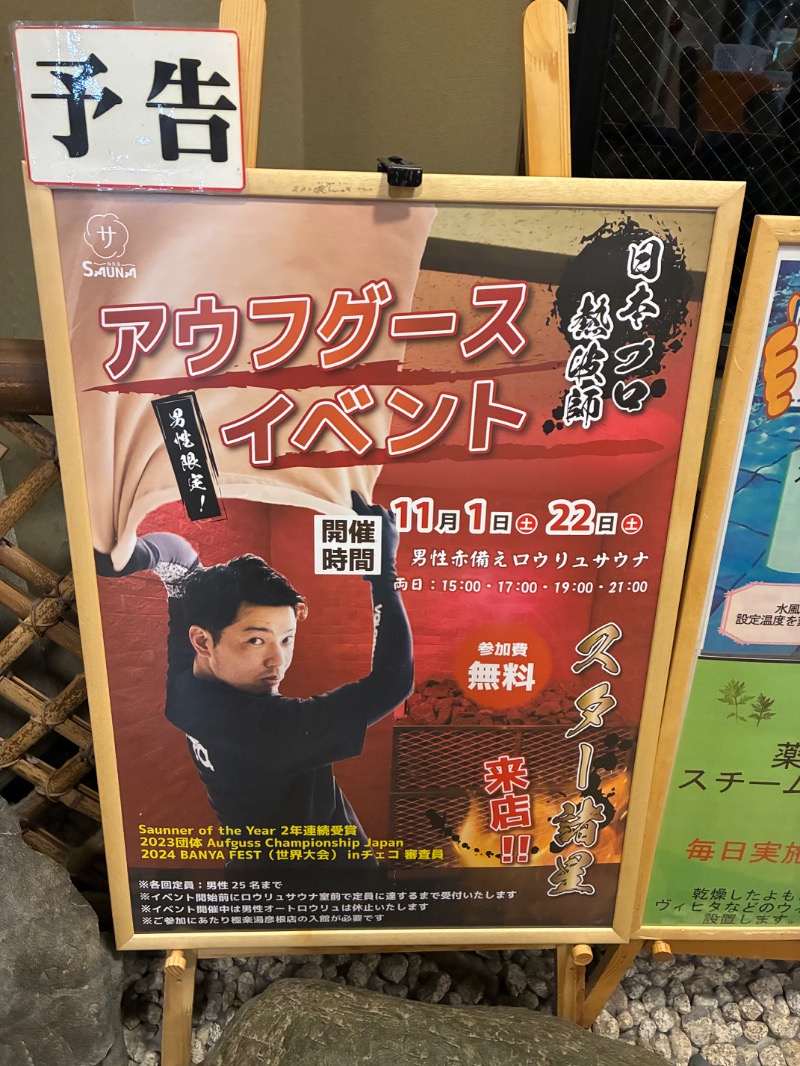 予告
サ
SAUNA
アウフグース
イベント
男性限定！
日本プロ
熱波師
開催
時間
11月1日㊏ 22日㊏
男性赤備えロウリュサウナ
両日：15:00・17:00・19:00・21:00
参加費
無料
スター諸星
来店!!
Saunner of the Year 2年連続受賞
2023団体 Aufguss Championship Japan
2024 BANYA FEST（世界大会） inチェコ 審査員
※各回定員：男性25名まで
※イベント開始前にロウリュサウナ室前で定員に達するまで受付いたします
※イベント開催中は男性オートロウリュは休止いたします
※ご参加にあたり極楽湯彦根店の入館が必要です
水風
設定温度を
薬
スチーム
毎日実施
乾燥したよも
ヴィヒタなどのウ
設置します。